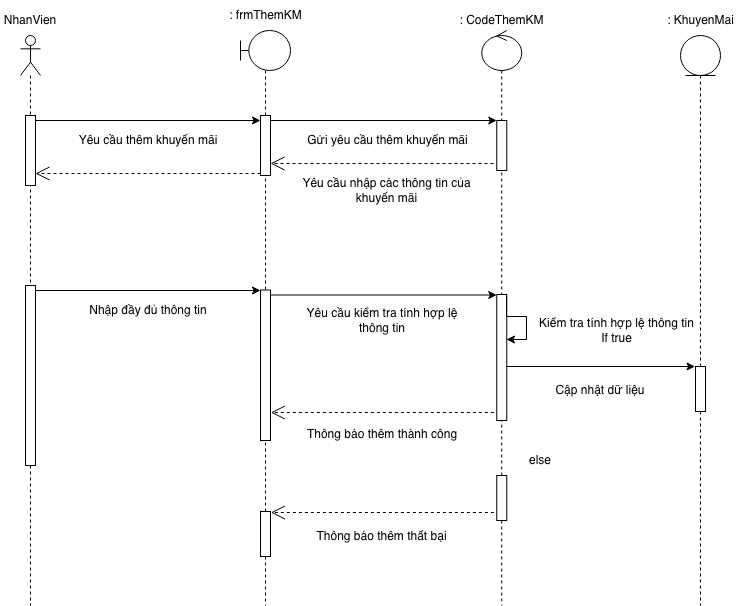 NhanVien
: frmThemKM
: CodeThemKM
: KhuyenMai
Yêu cầu thêm khuyến mãi
Gửi yêu cầu thêm khuyến mãi
Yêu cầu nhập các thông tin của
khuyến mãi
Nhập đầy đủ thông tin
Yêu cầu kiểm tra tính hợp lệ
thông tin
Kiểm tra tính hợp lệ thông tin
If true
Cập nhật dữ liệu
Thông báo thêm thành công
else
Thông báo thêm thất bại